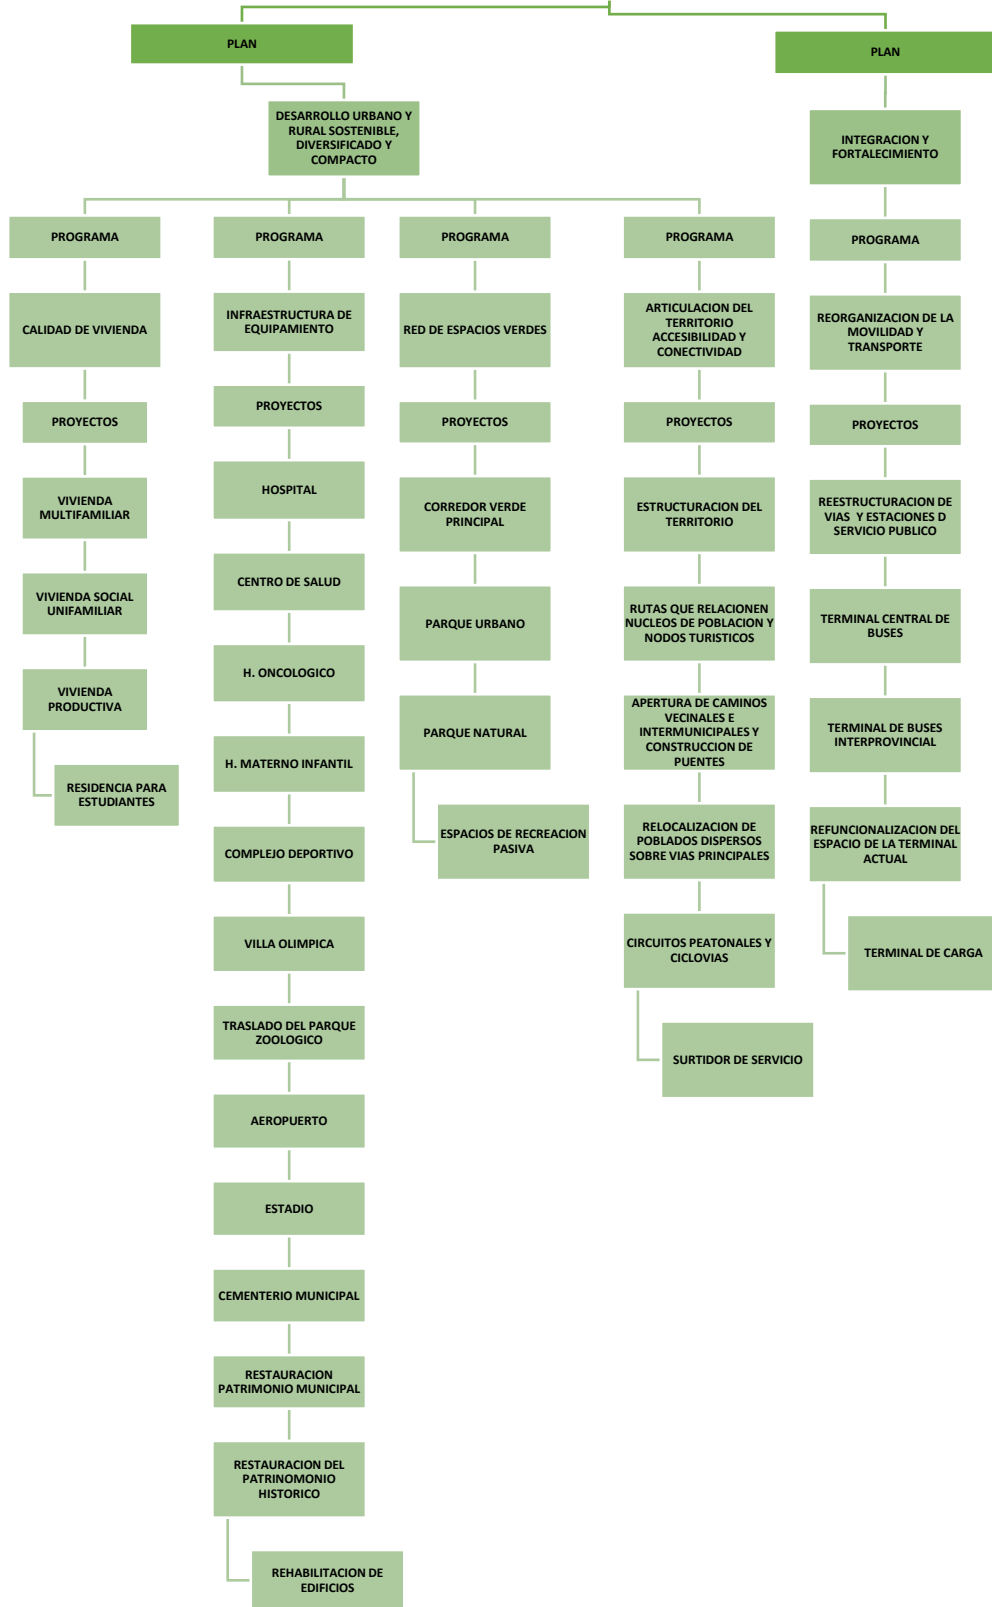 PLAN
DESARROLLO URBANO Y
RURAL SOSTENIBLE,
DIVERSIFICADO Y
COMPACTO
PROGRAMA
CALIDAD DE VIVIENDA
PROYECTOS
VIVIENDA
MULTIFAMILIAR
VIVIENDA SOCIAL
UNIFAMILIAR
VIVIENDA
PRODUCTIVA
RESIDENCIA PARA
ESTUDIANTES
PROGRAMA
INFRAESTRUCTURA DE
EQUIPAMIENTO
PROYECTOS
HOSPITAL
CENTRO DE SALUD
H. ONCOLOGICO
H. MATERNO INFANTIL
COMPLEJO DEPORTIVO
VILLA OLIMPICA
TRASLADO DEL PARQUE
ZOOLOGICO
AEROPUERTO
ESTADIO
CEMENTERIO MUNICIPAL
RESTAURACION
PATRIMONIO MUNICIPAL
RESTAURACION DEL
PATRINOMONIO
HISTORICO
REHABILITACION DE
EDIFICIOS
PROGRAMA
RED DE ESPACIOS VERDES
PROYECTOS
CORREDOR VERDE
PRINCIPAL
PARQUE URBANO
PARQUE NATURAL
ESPACIOS DE RECREACION
PASIVA
PROGRAMA
ARTICULACION DEL
TERRITORIO
ACCESIBILIDAD Y
CONECTIVIDAD
PROYECTOS
ESTRUCTURACION DEL
TERRITORIO
RUTAS QUE RELACIONEN
NUCLEOS DE POBLACION Y
NODOS TURISTICOS
APERTURA DE CAMINOS
VECINALES E
INTERMUNICIPALES Y
CONSTRUCCION DE
PUENTES
RELOCALIZACION DE
POBLADOS DISPERSOS
SOBRE VIAS PRINCIPALES
CIRCUITOS PEATONALES Y
CICLOVIAS
SURTIDOR DE SERVICIO
PLAN
INTEGRACION Y
FORTALECIMIENTO
PROGRAMA
REORGANIZACION DE LA
MOVILIDAD Y
TRANSPORTE
PROYECTOS
REESTRUCTURACION DE
VIAS Y ESTACIONES D
SERVICIO PUBLICO
TERMINAL CENTRAL DE
BUSES
TERMINAL DE BUSES
INTERPROVINCIAL
REFUNCIONALIZACION DEL
ESPACIO DE LA TERMINAL
ACTUAL
TERMINAL DE CARGA